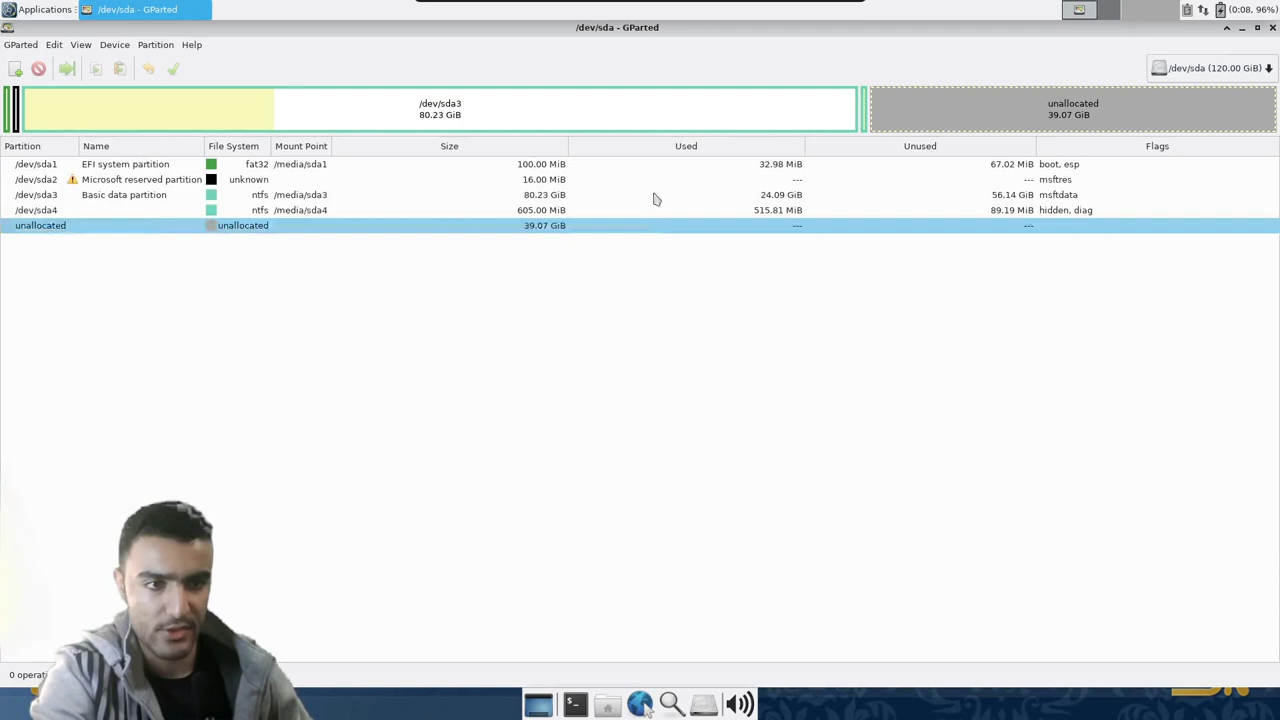 Applications /dev/sda - GParted (0:08, 96%)
/dev/sda - GParted
GParted Edit View Device Partition Help
/dev/sda (120.00 GiB)
/dev/sda3
80.23 GiB
unallocated
39.07 GiB
Partition Name File System Mount Point Size Used Unused Flags
/dev/sda1 EFI system partition fat32 /media/sda1 100.00 MiB 32.98 MiB 67.02 MiB boot, esp
/dev/sda2 Microsoft reserved partition unknown 16.00 MiB --- --- msftres
/dev/sda3 Basic data partition ntfs /media/sda3 80.23 GiB 24.09 GiB 56.14 GiB msftdata
/dev/sda4 ntfs /media/sda4 605.00 MiB 515.81 MiB 89.19 MiB hidden, diag
unallocated unallocated 39.07 GiB --- ---
0